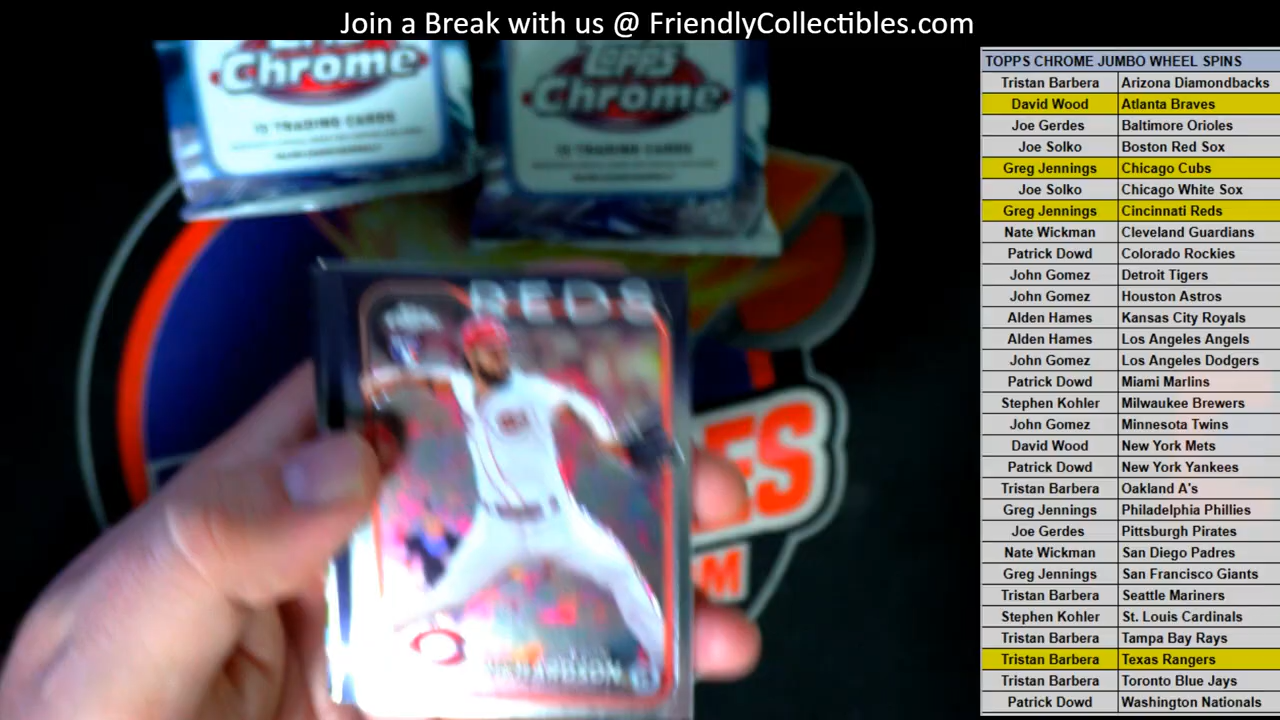 Join a Break with us @ FriendlyCollectibles.com
TOPPS Chrome
15 TRADING CARDS
TOPPS Chrome
15 TRADING CARDS
REDS
TOPPS CHROME JUMBO WHEEL SPINS
Tristan Barbera Arizona Diamondbacks
David Wood Atlanta Braves
Joe Gerdes Baltimore Orioles
Joe Solko Boston Red Sox
Greg Jennings Chicago Cubs
Joe Solko Chicago White Sox
Greg Jennings Cincinnati Reds
Nate Wickman Cleveland Guardians
Patrick Dowd Colorado Rockies
John Gomez Detroit Tigers
John Gomez Houston Astros
Alden Hames Kansas City Royals
Alden Hames Los Angeles Angels
John Gomez Los Angeles Dodgers
Patrick Dowd Miami Marlins
Stephen Kohler Milwaukee Brewers
John Gomez Minnesota Twins
David Wood New York Mets
Patrick Dowd New York Yankees
Tristan Barbera Oakland A's
Greg Jennings Philadelphia Phillies
Joe Gerdes Pittsburgh Pirates
Nate Wickman San Diego Padres
Greg Jennings San Francisco Giants
Tristan Barbera Seattle Mariners
Stephen Kohler St. Louis Cardinals
Tristan Barbera Tampa Bay Rays
Tristan Barbera Texas Rangers
Tristan Barbera Toronto Blue Jays
Patrick Dowd Washington Nationals